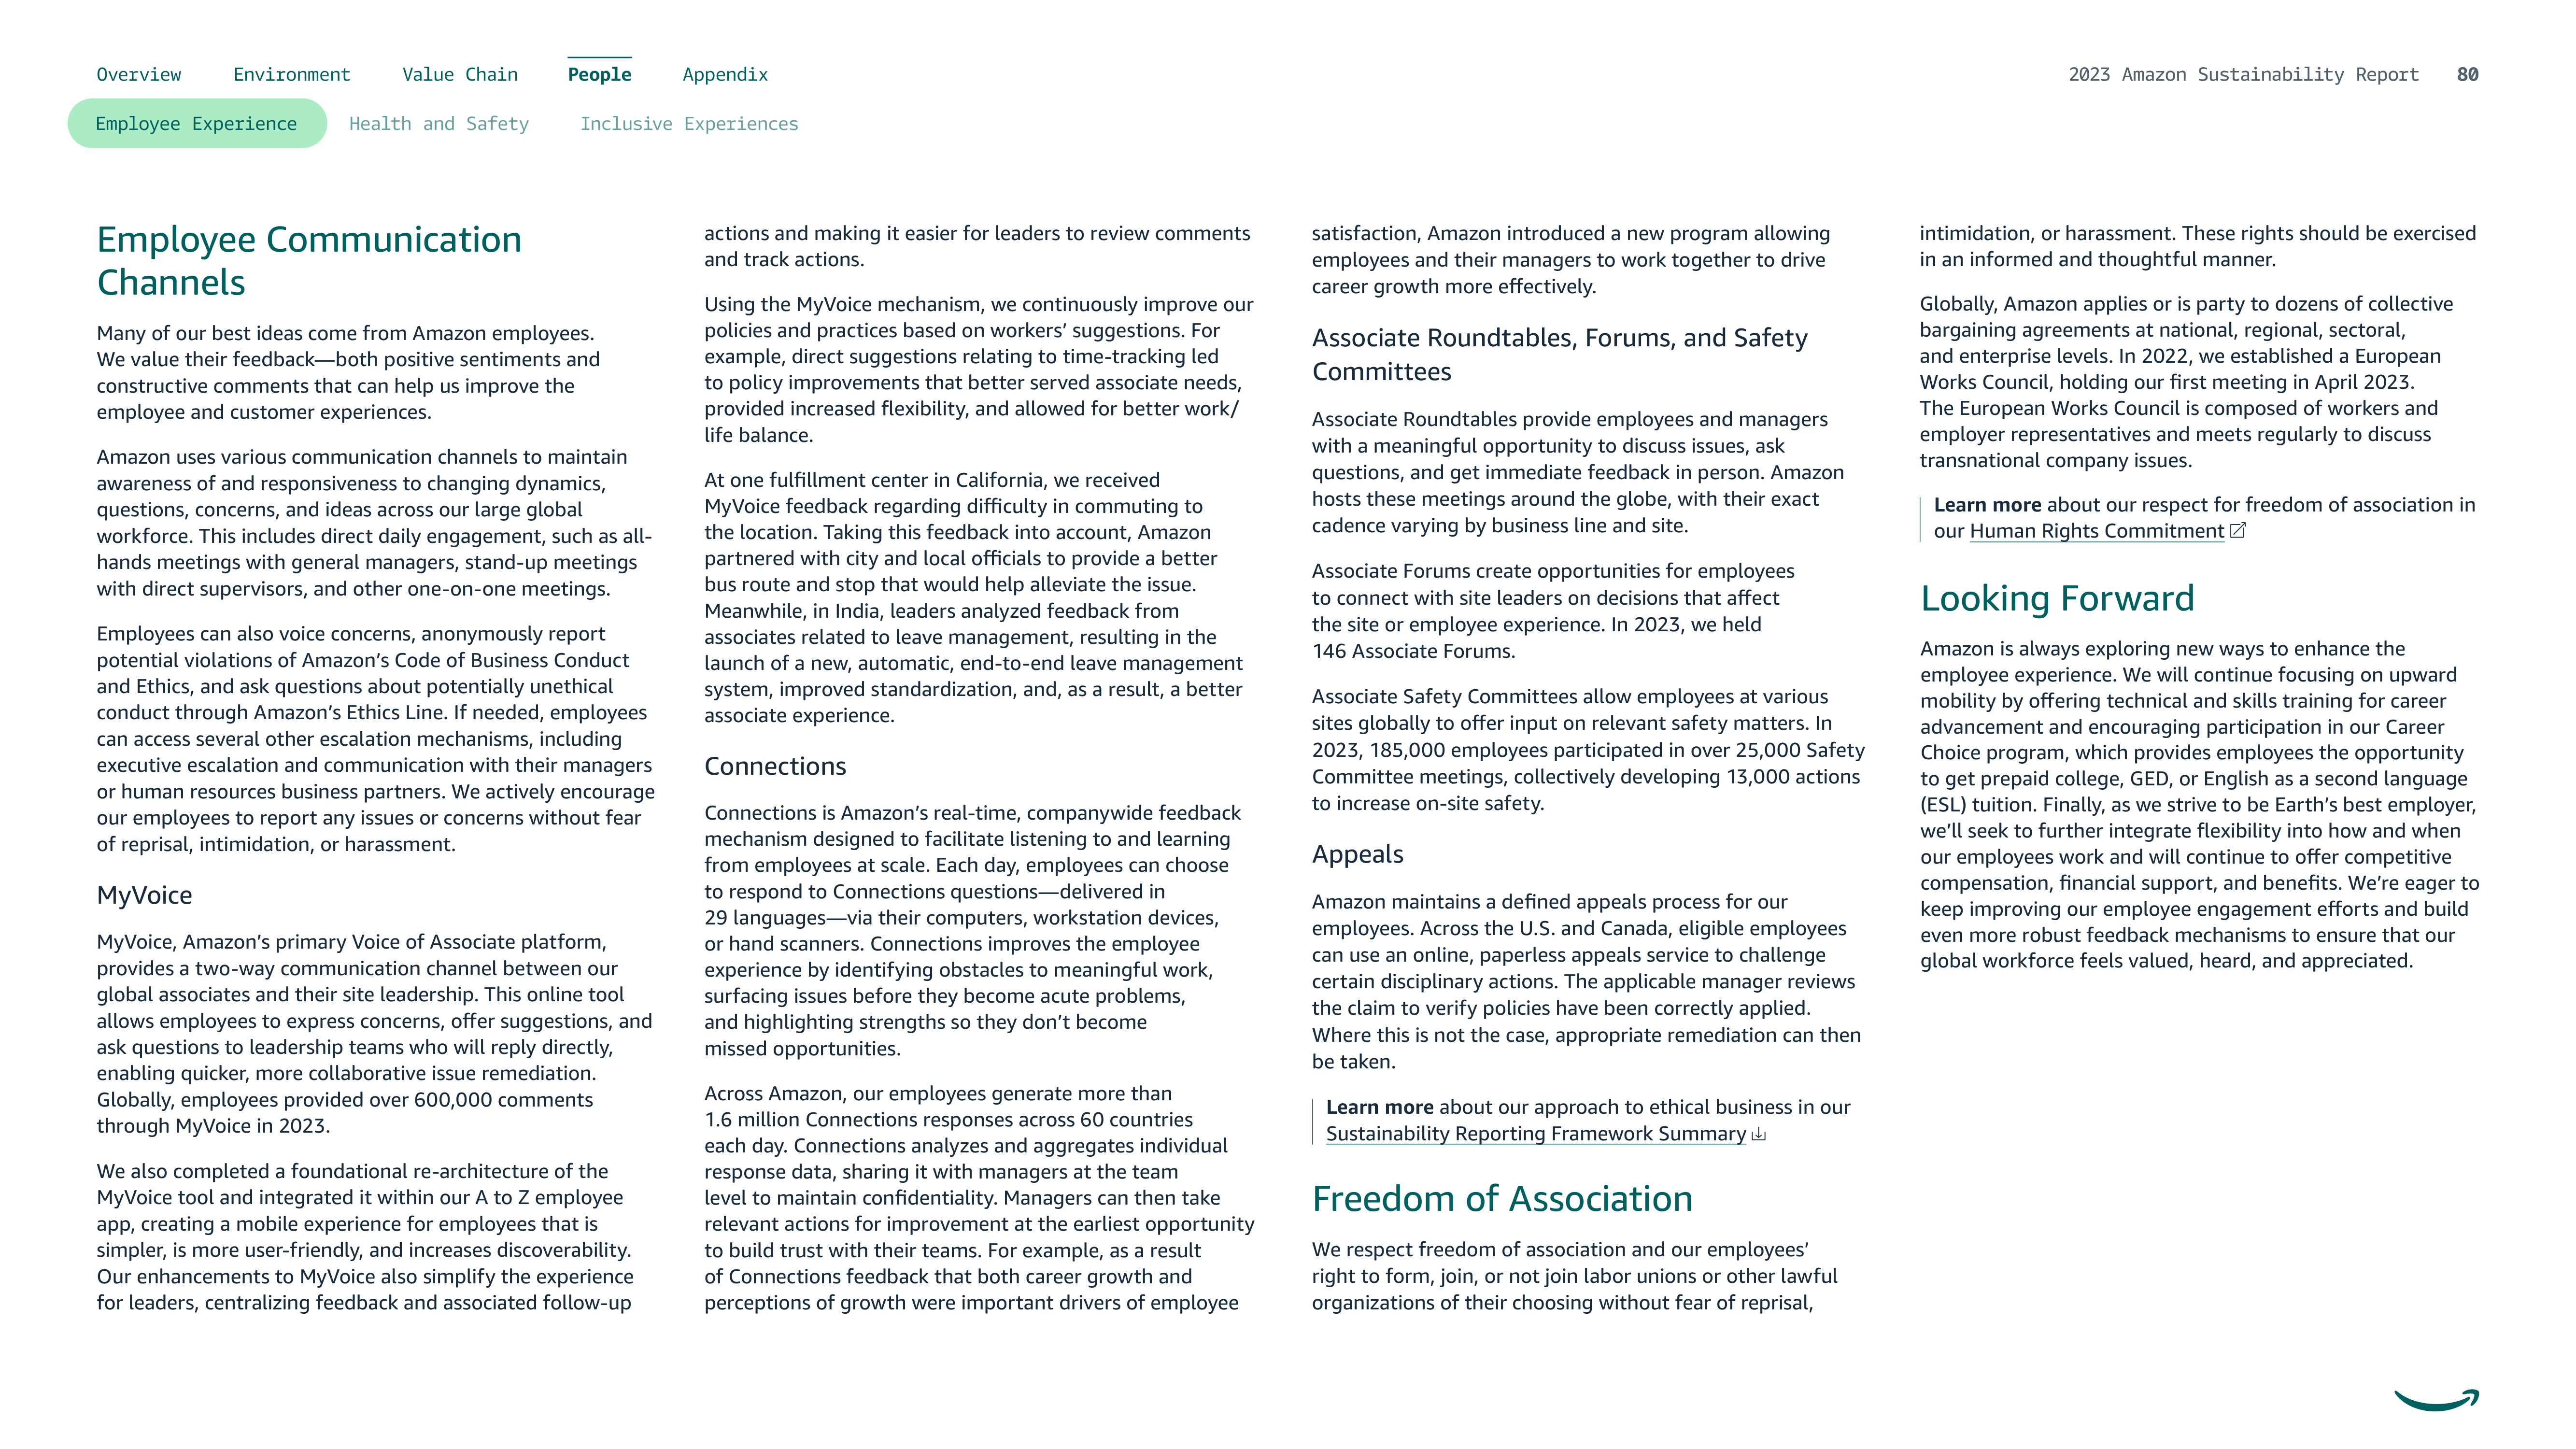 Overview Environment Value Chain People Appendix
2023 Amazon Sustainability Report 80
Employee Experience Health and Safety Inclusive Experiences
Employee Communication
Channels
Many of our best ideas come from Amazon employees.
We value their feedback—both positive sentiments and
constructive comments that can help us improve the
employee and customer experiences.
Amazon uses various communication channels to maintain
awareness of and responsiveness to changing dynamics,
questions, concerns, and ideas across our large global
workforce. This includes direct daily engagement, such as all-
hands meetings with general managers, stand-up meetings
with direct supervisors, and other one-on-one meetings.
Employees can also voice concerns, anonymously report
potential violations of Amazon’s Code of Business Conduct
and Ethics, and ask questions about potentially unethical
conduct through Amazon’s Ethics Line. If needed, employees
can access several other escalation mechanisms, including
executive escalation and communication with their managers
or human resources business partners. We actively encourage
our employees to report any issues or concerns without fear
of reprisal, intimidation, or harassment.
MyVoice
MyVoice, Amazon’s primary Voice of Associate platform,
provides a two-way communication channel between our
global associates and their site leadership. This online tool
allows employees to express concerns, offer suggestions, and
ask questions to leadership teams who will reply directly,
enabling quicker, more collaborative issue remediation.
Globally, employees provided over 600,000 comments
through MyVoice in 2023.
We also completed a foundational re-architecture of the
MyVoice tool and integrated it within our A to Z employee
app, creating a mobile experience for employees that is
simpler, is more user-friendly, and increases discoverability.
Our enhancements to MyVoice also simplify the experience
for leaders, centralizing feedback and associated follow-up
actions and making it easier for leaders to review comments
and track actions.
Using the MyVoice mechanism, we continuously improve our
policies and practices based on workers’ suggestions. For
example, direct suggestions relating to time-tracking led
to policy improvements that better served associate needs,
provided increased flexibility, and allowed for better work/
life balance.
At one fulfillment center in California, we received
MyVoice feedback regarding difficulty in commuting to
the location. Taking this feedback into account, Amazon
partnered with city and local officials to provide a better
bus route and stop that would help alleviate the issue.
Meanwhile, in India, leaders analyzed feedback from
associates related to leave management, resulting in the
launch of a new, automatic, end-to-end leave management
system, improved standardization, and, as a result, a better
associate experience.
Connections
Connections is Amazon’s real-time, companywide feedback
mechanism designed to facilitate listening to and learning
from employees at scale. Each day, employees can choose
to respond to Connections questions—delivered in
29 languages—via their computers, workstation devices,
or hand scanners. Connections improves the employee
experience by identifying obstacles to meaningful work,
surfacing issues before they become acute problems,
and highlighting strengths so they don’t become
missed opportunities.
Across Amazon, our employees generate more than
1.6 million Connections responses across 60 countries
each day. Connections analyzes and aggregates individual
response data, sharing it with managers at the team
level to maintain confidentiality. Managers can then take
relevant actions for improvement at the earliest opportunity
to build trust with their teams. For example, as a result
of Connections feedback that both career growth and
perceptions of growth were important drivers of employee
satisfaction, Amazon introduced a new program allowing
employees and their managers to work together to drive
career growth more effectively.
Associate Roundtables, Forums, and Safety
Committees
Associate Roundtables provide employees and managers
with a meaningful opportunity to discuss issues, ask
questions, and get immediate feedback in person. Amazon
hosts these meetings around the globe, with their exact
cadence varying by business line and site.
Associate Forums create opportunities for employees
to connect with site leaders on decisions that affect
the site or employee experience. In 2023, we held
146 Associate Forums.
Associate Safety Committees allow employees at various
sites globally to offer input on relevant safety matters. In
2023, 185,000 employees participated in over 25,000 Safety
Committee meetings, collectively developing 13,000 actions
to increase on-site safety.
Appeals
Amazon maintains a defined appeals process for our
employees. Across the U.S. and Canada, eligible employees
can use an online, paperless appeals service to challenge
certain disciplinary actions. The applicable manager reviews
the claim to verify policies have been correctly applied.
Where this is not the case, appropriate remediation can then
be taken.
Learn more about our approach to ethical business in our
Sustainability Reporting Framework Summary
Freedom of Association
We respect freedom of association and our employees’
right to form, join, or not join labor unions or other lawful
organizations of their choosing without fear of reprisal,
intimidation, or harassment. These rights should be exercised
in an informed and thoughtful manner.
Globally, Amazon applies or is party to dozens of collective
bargaining agreements at national, regional, sectoral,
and enterprise levels. In 2022, we established a European
Works Council, holding our first meeting in April 2023.
The European Works Council is composed of workers and
employer representatives and meets regularly to discuss
transnational company issues.
Learn more about our respect for freedom of association in
our Human Rights Commitment
Looking Forward
Amazon is always exploring new ways to enhance the
employee experience. We will continue focusing on upward
mobility by offering technical and skills training for career
advancement and encouraging participation in our Career
Choice program, which provides employees the opportunity
to get prepaid college, GED, or English as a second language
(ESL) tuition. Finally, as we strive to be Earth’s best employer,
we’ll seek to further integrate flexibility into how and when
our employees work and will continue to offer competitive
compensation, financial support, and benefits. We’re eager to
keep improving our employee engagement efforts and build
even more robust feedback mechanisms to ensure that our
global workforce feels valued, heard, and appreciated.